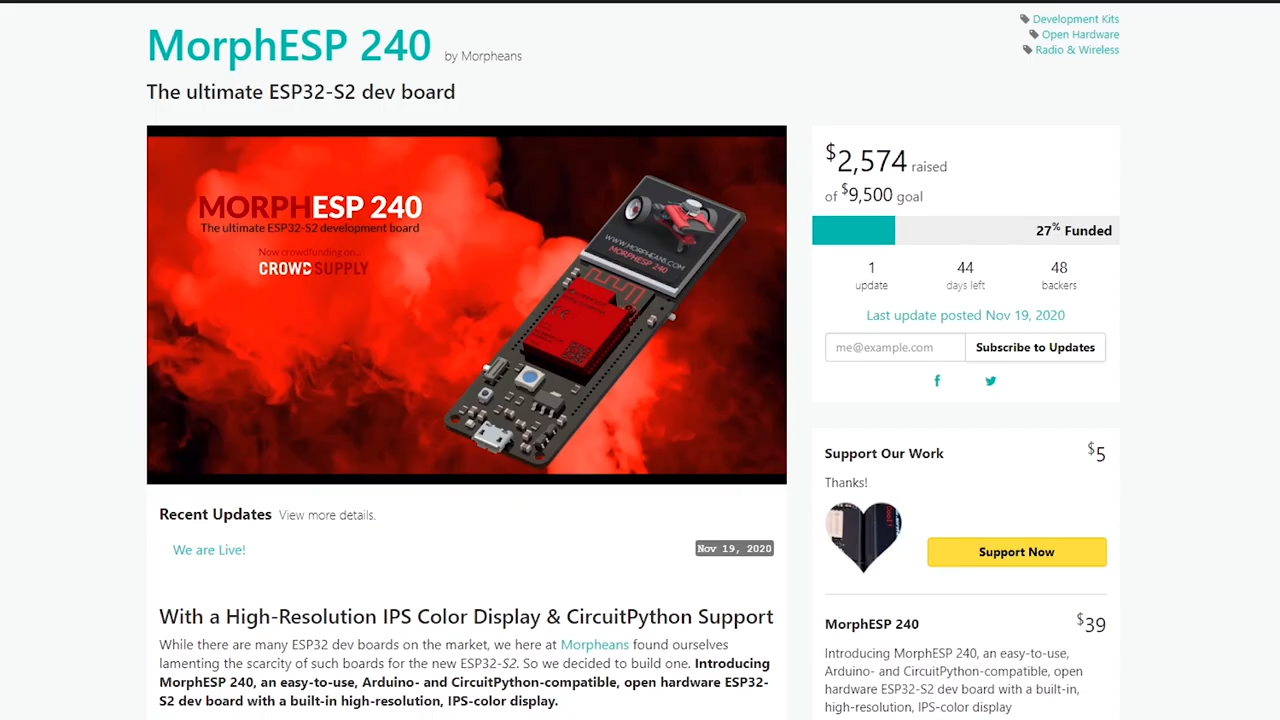 MorphESP 240 by Morpheans
Development Kits
Open Hardware
Radio & Wireless
The ultimate ESP32-S2 dev board
MORPHESP 240
The ultimate ESP32-S2 development board
Now crowdfunding on...
CROWD SUPPLY
WWW.MORPHEANS.COM
MORPHESP 240
$2,574 raised
of $9,500 goal
27% Funded
1
update
44
days left
48
backers
Last update posted Nov 19, 2020
me@example.com
Subscribe to Updates
Support Our Work
$5
Thanks!
Support Now
MorphESP 240
$39
Introducing MorphESP 240, an easy-to-use,
Arduino- and CircuitPython-compatible, open
hardware ESP32-S2 dev board with a built-in,
high-resolution, IPS-color display
Recent Updates View more details.
We are Live!
Nov 19, 2020
With a High-Resolution IPS Color Display & CircuitPython Support
While there are many ESP32 dev boards on the market, we here at Morpheans found ourselves
lamenting the scarcity of such boards for the new ESP32-S2. So we decided to build one. Introducing
MorphESP 240, an easy-to-use, Arduino- and CircuitPython-compatible, open hardware ESP32-
S2 dev board with a built-in high-resolution, IPS-color display.